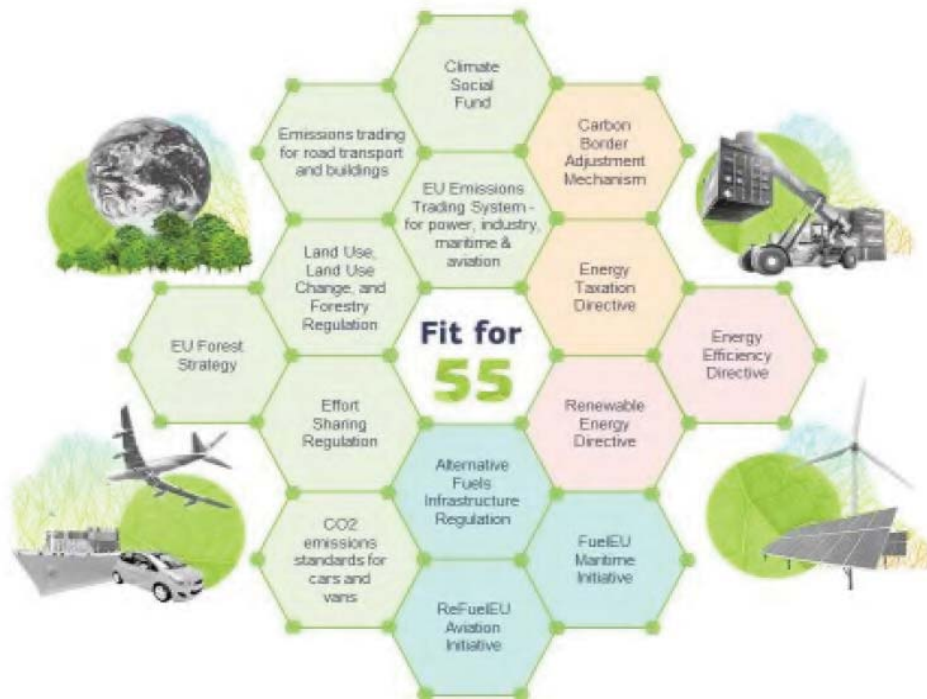 Climate
Social
Fund
Emissions trading
for road transport
and buildings
Carbon
Border
Adjustment
Mechanism
EU Emissions
Trading System -
for power, industry,
maritime &
aviation
Land Use,
Land Use
Change, and
Forestry
Regulation
Energy
Taxation
Directive
EU Forest
Strategy
Fit for
55
Energy
Efficiency
Directive
Effort
Sharing
Regulation
Renewable
Energy
Directive
Alternative
Fuels
Infrastructure
Regulation
CO2
emissions
standards for
cars and
vans
FuelEU
Maritime
Initiative
ReFuelEU
Aviation
Initiative